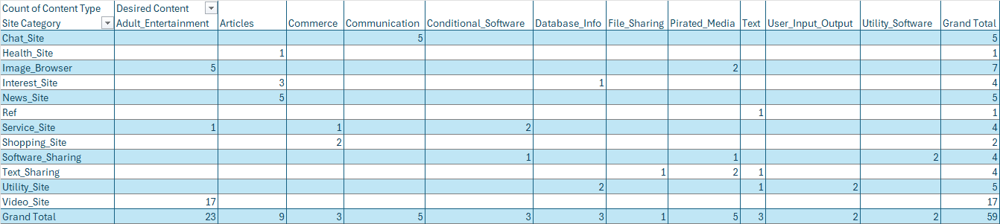 Count of Content Type Desired Content
Site Category Adult_Entertainment Articles Commerce Communication Conditional_Software Database_Info File_Sharing Pirated_Media Text User_Input_Output Utility_Software Grand Total
Chat_Site 5 5
Health_Site 1 1
Image_Browser 5 2 7
Interest_Site 3 1 4
News_Site 5 5
Ref 1 1
Service_Site 1 1 2 4
Shopping_Site 2 2
Software_Sharing 1 1 2 4
Text_Sharing 1 2 1 4
Utility_Site 2 1 2 5
Video_Site 17 17
Grand Total 23 9 3 5 3 3 1 5 3 2 2 59